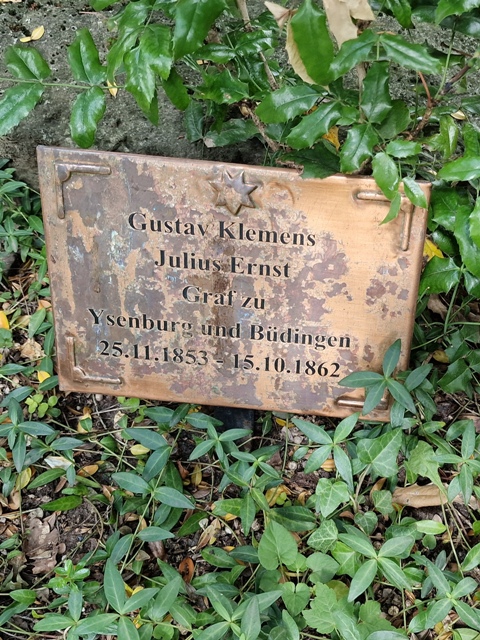 Gustav Klemens
Julius Ernst
Graf zu
Ysenburg und Büdingen
25.11.1853 - 15.10.1862